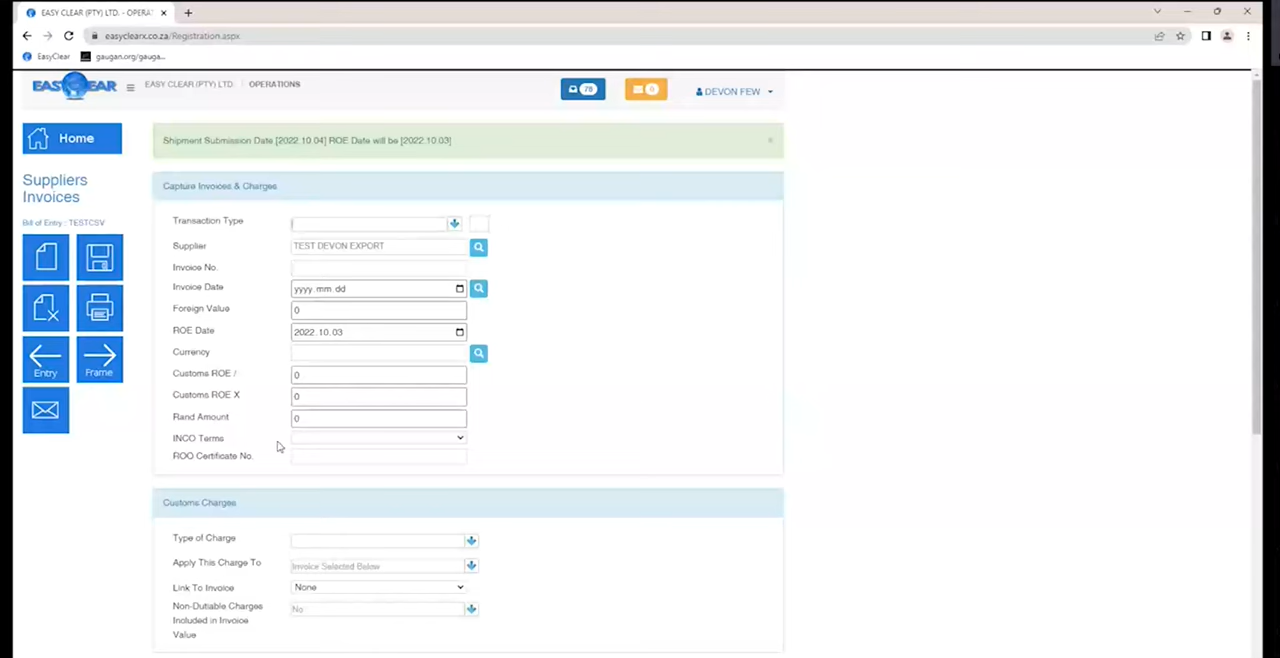 EASY CLEAR (PTY) LTD. - OPERA
easyclearx.co.za/Registration.aspx
EasyClear
gaugan.org/gauga...
EASYCLEAR
EASY CLEAR (PTY) LTD. / OPERATIONS
78
0
DEVON FEW
Home
Shipment Submission Date [2022.10.04] ROE Date will be [2022.10.03]
×
Suppliers
Invoices
Bill of Entry : TESTCSV
Entry
Frame
Capture Invoices & Charges
Transaction Type
Supplier TEST DEVON EXPORT
Invoice No.
Invoice Date yyyy.mm.dd
Foreign Value 0
ROE Date 2022.10.03
Currency
Customs ROE / 0
Customs ROE X 0
Rand Amount 0
INCO Terms
ROO Certificate No.
Customs Charges
Type of Charge
Apply This Charge To Invoice Selected Below
Link To Invoice None
Non-Dutiable Charges No
Included in Invoice
Value